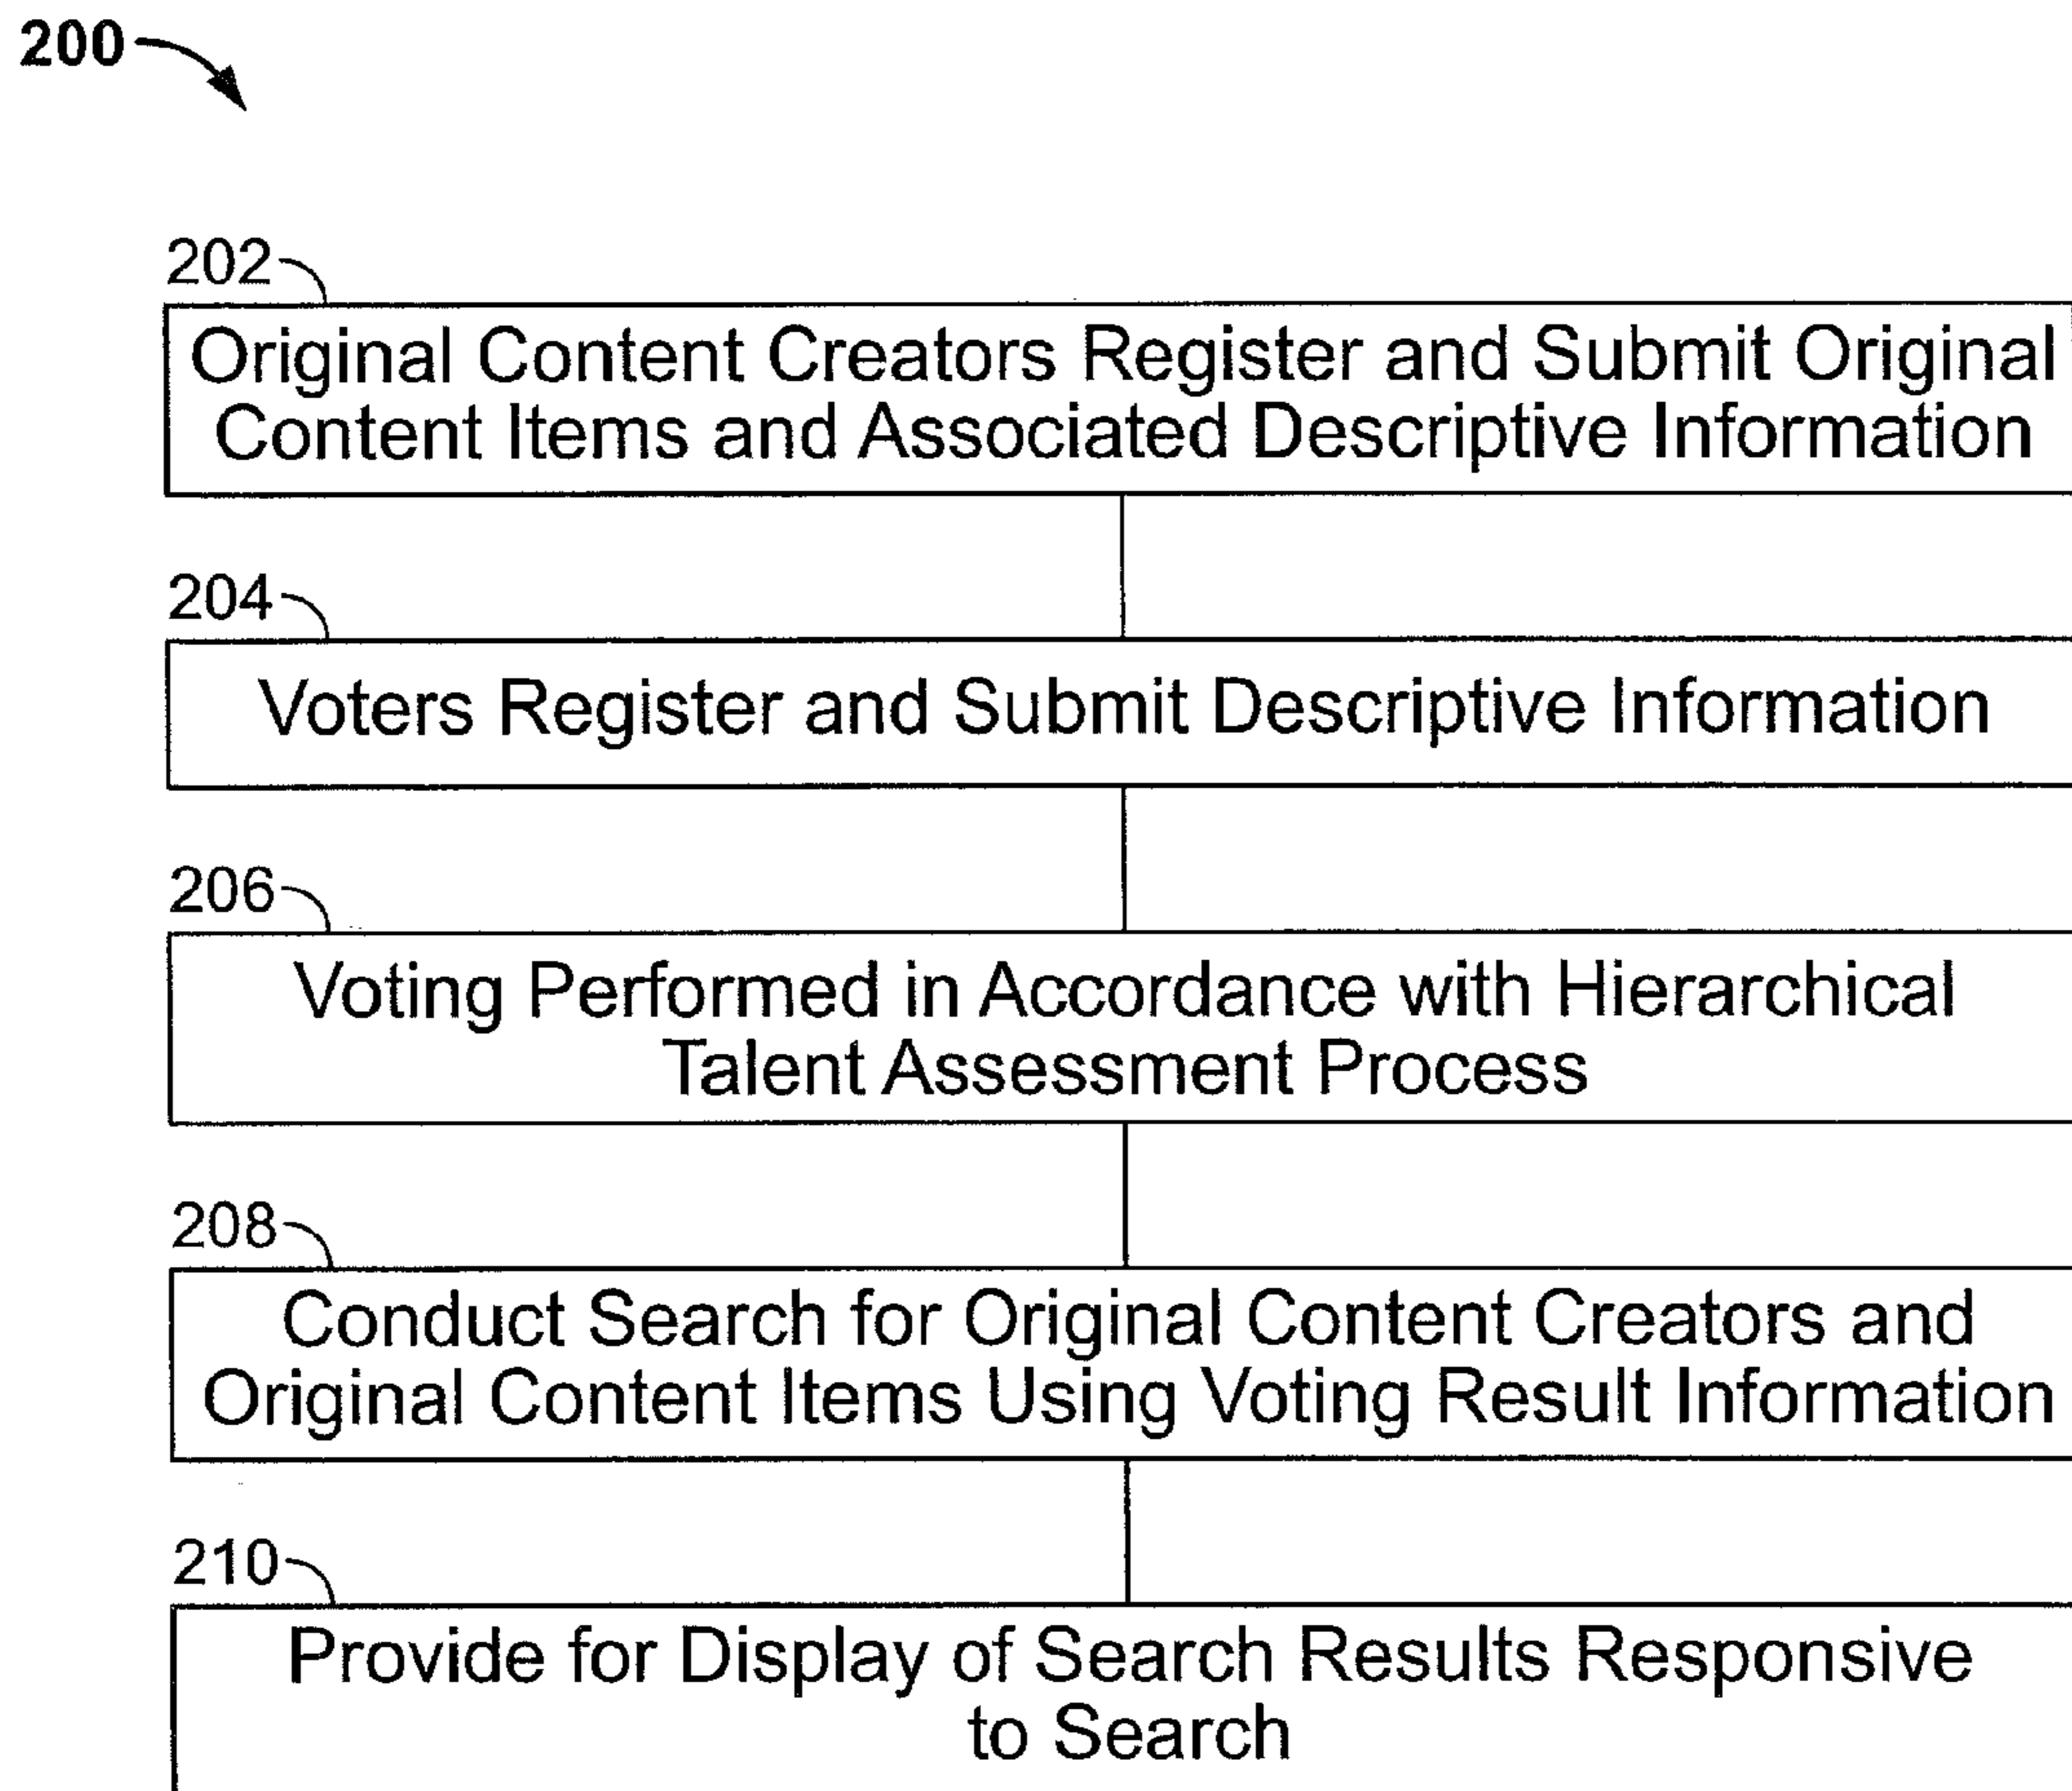 200
202
Original Content Creators Register and Submit Original
Content Items and Associated Descriptive Information
204
Voters Register and Submit Descriptive Information
206
Voting Performed in Accordance with Hierarchical
Talent Assessment Process
208
Conduct Search for Original Content Creators and
Original Content Items Using Voting Result Information
210
Provide for Display of Search Results Responsive
to Search